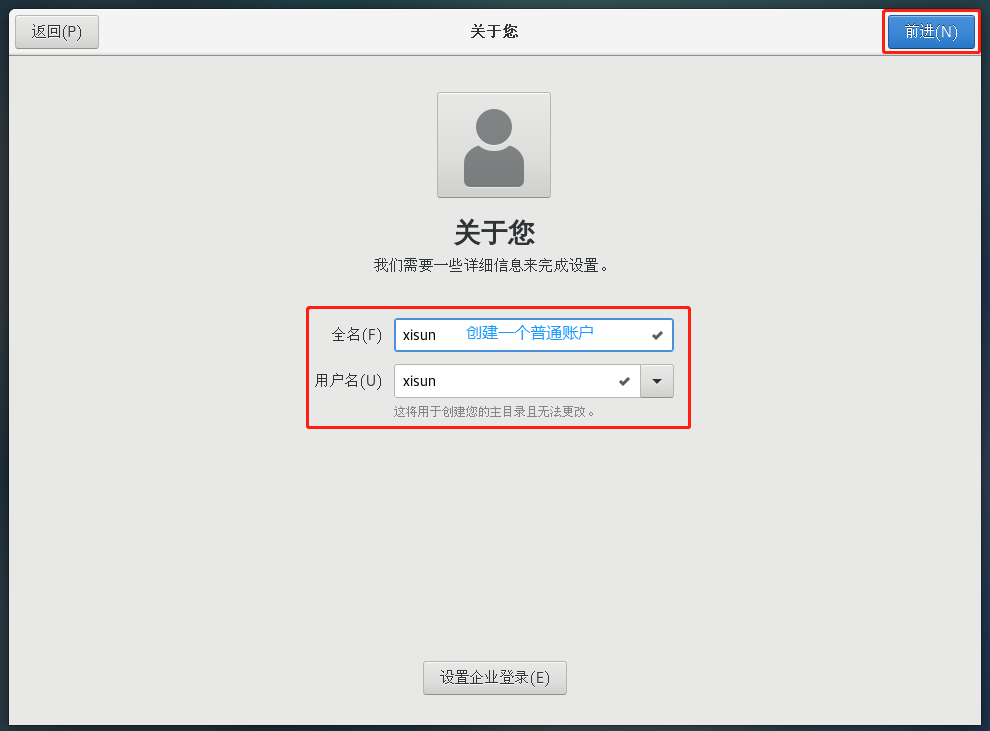 返回(P)
关于您
前进(N)
关于您
我们需要一些详细信息来完成设置。
全名(F) xisun 创建一个普通账户
用户名(U) xisun
这将用于创建您的主目录且无法更改。
设置企业登录(E)